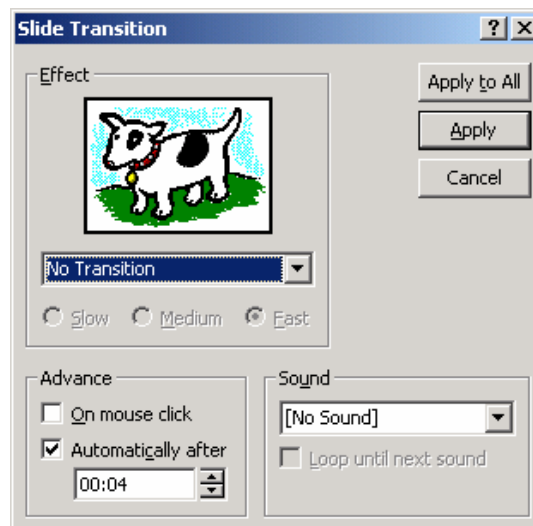 Slide Transition
Effect
Apply to All
Apply
Cancel
No Transition
Slow Medium Fast
Advance
On mouse click
Automatically after
00:04
Sound
[No Sound]
Loop until next sound